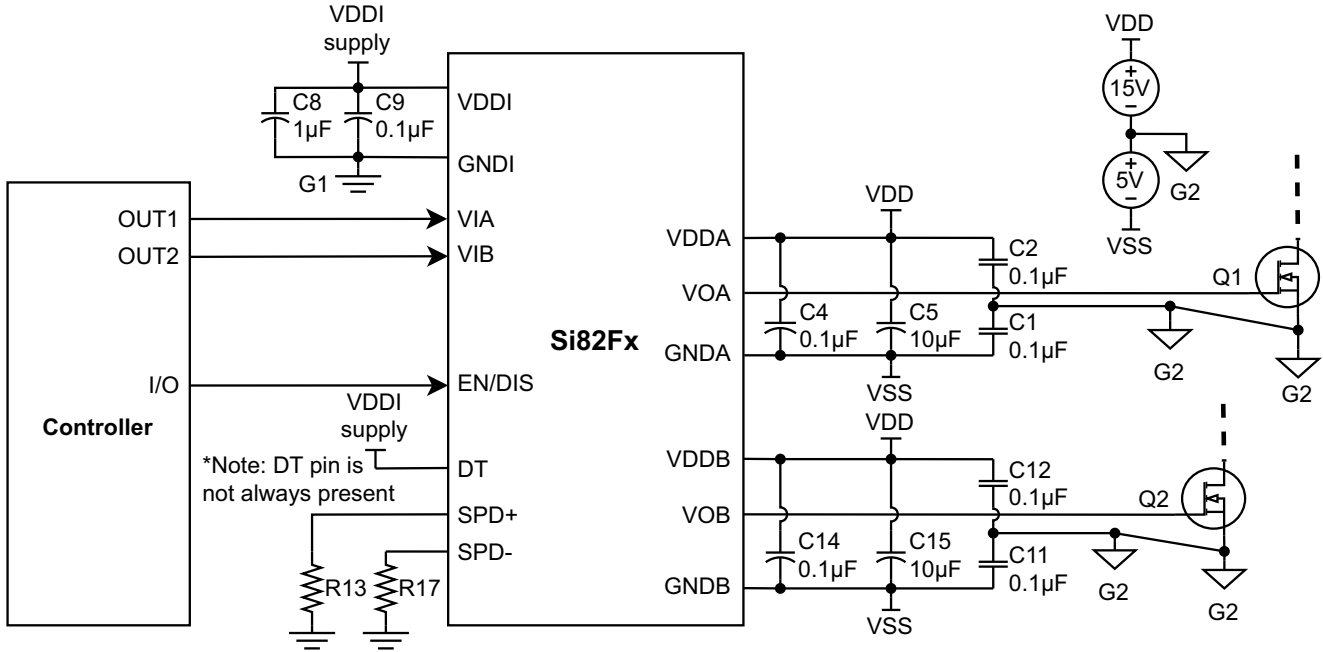 VDDI
supply
C8
1µF
C9
0.1µF
G1
VDDI
GNDI
OUT1
OUT2
I/O
Controller
VIA
VIB
EN/DIS
VDDI
supply
*Note: DT pin is
not always present
DT
SPD+
SPD-
R13
R17
Si82Fx
VDDA
VOA
GNDA
VDDB
VOB
GNDB
VDD
C4
0.1µF
C5
10µF
C2
0.1µF
C1
0.1µF
VSS
G2
Q1
G2
VDD
+
15V
−
+
5V
−
VSS
G2
VDD
C14
0.1µF
C15
10µF
C12
0.1µF
C11
0.1µF
VSS
G2
Q2
G2